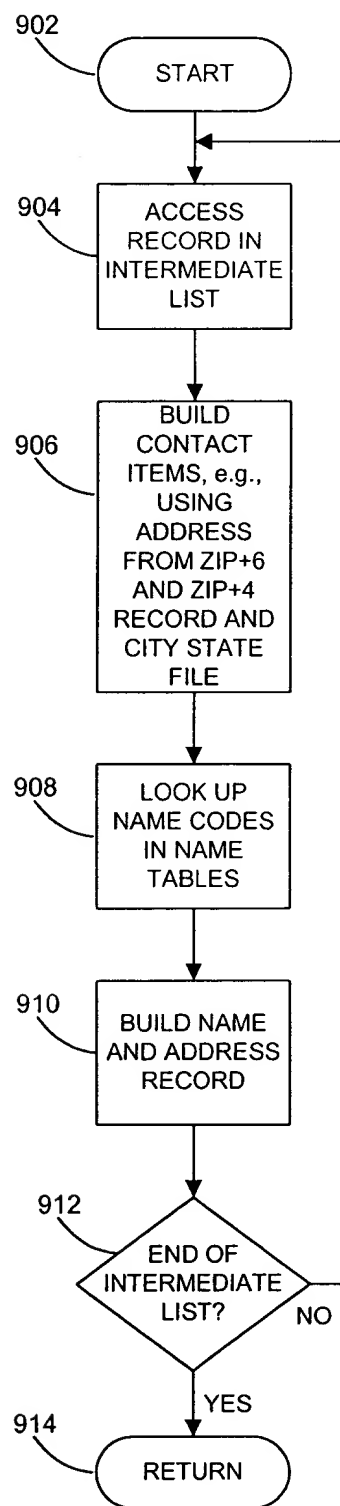 902
START
904
ACCESS
RECORD IN
INTERMEDIATE
LIST
906
BUILD
CONTACT
ITEMS, e.g.,
USING
ADDRESS
FROM ZIP+6
AND ZIP+4
RECORD AND
CITY STATE
FILE
908
LOOK UP
NAME CODES
IN NAME
TABLES
910
BUILD NAME
AND ADDRESS
RECORD
912
END OF
INTERMEDIATE
LIST?
NO
YES
914
RETURN